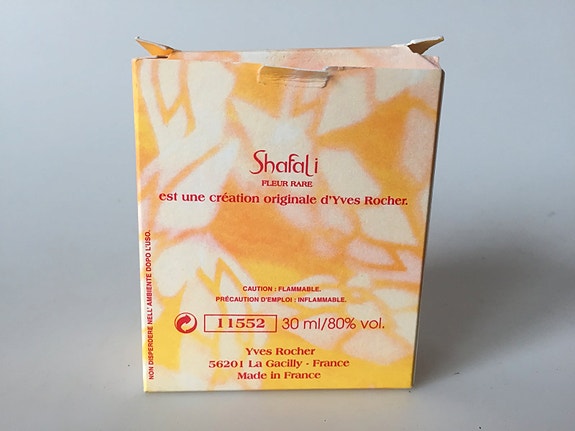 Shafali
FLEUR RARE
est une création originale d'Yves Rocher.
CAUTION : FLAMMABLE.
PRÉCAUTION D'EMPLOI : INFLAMMABLE.
11552 30 ml/80% vol.
Yves Rocher
56201 La Gacilly - France
Made in France
NON DISPERDERE NELL'AMBIENTE DOPO L'USO.